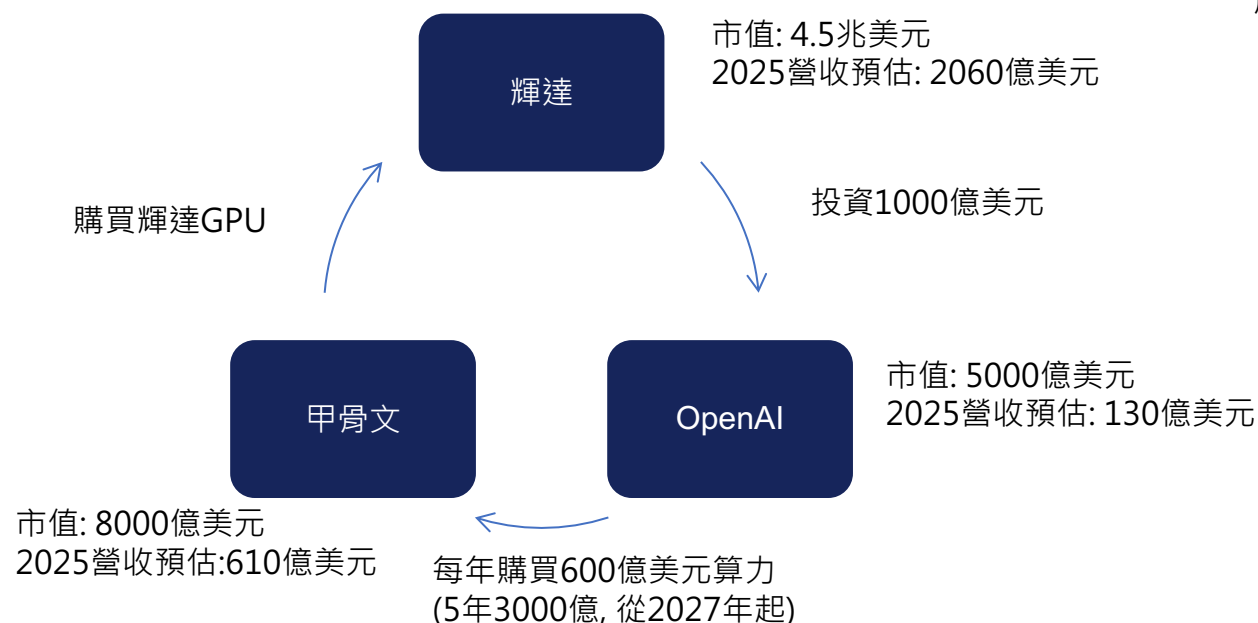 輝達
市值: 4.5兆美元
2025營收預估: 2060億美元
購買輝達GPU
投資1000億美元
甲骨文
OpenAI
市值: 5000億美元
2025營收預估: 130億美元
市值: 8000億美元
2025營收預估:610億美元
每年購買600億美元算力
(5年3000億, 從2027年起)